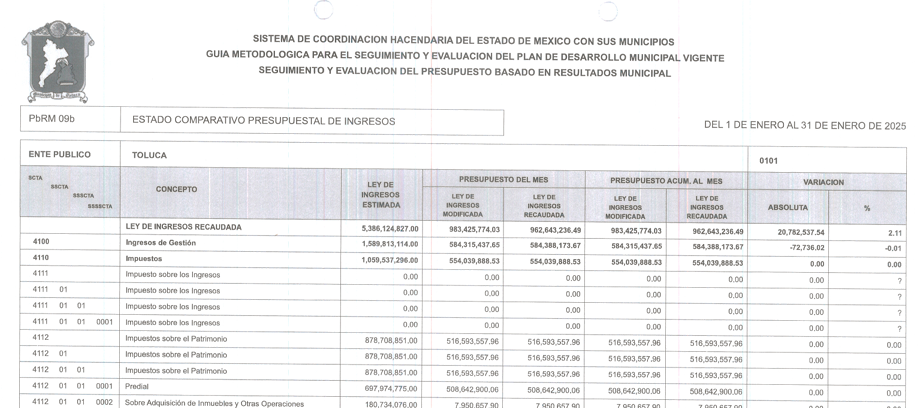 SISTEMA DE COORDINACION HACENDARIA DEL ESTADO DE MEXICO CON SUS MUNICIPIOS
GUIA METODOLOGICA PARA EL SEGUIMIENTO Y EVALUACION DEL PLAN DE DESARROLLO MUNICIPAL VIGENTE
SEGUIMIENTO Y EVALUACION DEL PRESUPUESTO BASADO EN RESULTADOS MUNICIPAL
PbRM 09b ESTADO COMPARATIVO PRESUPUESTAL DE INGRESOS DEL 1 DE ENERO AL 31 DE ENERO DE 2025
ENTE PUBLICO TOLUCA 0101
SCTA SSCTA SSSCTA SSSSCTA CONCEPTO LEY DE INGRESOS ESTIMADA PRESUPUESTO DEL MES PRESUPUESTO ACUM. AL MES VARIACION
LEY DE INGRESOS MODIFICADA LEY DE INGRESOS RECAUDADA LEY DE INGRESOS MODIFICADA LEY DE INGRESOS RECAUDADA ABSOLUTA %
LEY DE INGRESOS RECAUDADA 5,386,124,827.00 983,425,774.03 962,643,236.49 983,425,774.03 962,643,236.49 20,782,537.54 2.11
4100 Ingresos de Gestión 1,589,813,114.00 584,315,437.65 584,388,173.67 584,315,437.65 584,388,173.67 -72,736.02 -0.01
4110 Impuestos 1,059,537,296.00 554,039,888.53 554,039,888.53 554,039,888.53 554,039,888.53 0.00 0.00
4111 Impuesto sobre los Ingresos 0.00 0.00 0.00 0.00 0.00 0.00 ?
4111 01 Impuesto sobre los Ingresos 0.00 0.00 0.00 0.00 0.00 0.00 ?
4111 01 01 Impuesto sobre los Ingresos 0.00 0.00 0.00 0.00 0.00 0.00 ?
4111 01 01 0001 Impuesto sobre los Ingresos 0.00 0.00 0.00 0.00 0.00 0.00 ?
4112 Impuestos sobre el Patrimonio 878,708,851.00 516,593,557.96 516,593,557.96 516,593,557.96 516,593,557.96 0.00 0.00
4112 01 Impuestos sobre el Patrimonio 878,708,851.00 516,593,557.96 516,593,557.96 516,593,557.96 516,593,557.96 0.00 0.00
4112 01 01 Impuestos sobre el Patrimonio 878,708,851.00 516,593,557.96 516,593,557.96 516,593,557.96 516,593,557.96 0.00 0.00
4112 01 01 0001 Predial 697,974,775.00 508,642,900.06 508,642,900.06 508,642,900.06 508,642,900.06 0.00 0.00
4112 01 01 0002 Sobre Adquisición de Inmuebles y Otras Operaciones 180,734,076.00 7,950,657.90 7,950,657.90 7,950,657.90 7,950,657.90 0.00 0.00